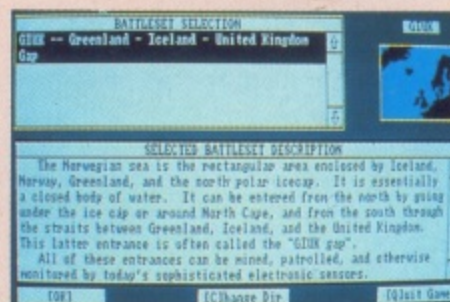 BATTLESET SELECTION
GIUK -- Greenland - Iceland - United Kingdom
Gap
GIUK
SELECTED BATTLESET DESCRIPTION
The Norwegian sea is the rectangular area enclosed by Iceland,
Norway, Greenland, and the north polar icecap. It is essentially
a closed body of water. It can be entered from the north by going
under the ice cap or around North Cape, and from the south through
the straits between Greenland, Iceland, and the United Kingdom.
This latter entrance is often called the "GIUK gap".
All of these entrances can be mined, patrolled, and otherwise
monitored by today's sophisticated electronic sensors.
[OK]
[C]hange Dir
[Q]uit Game